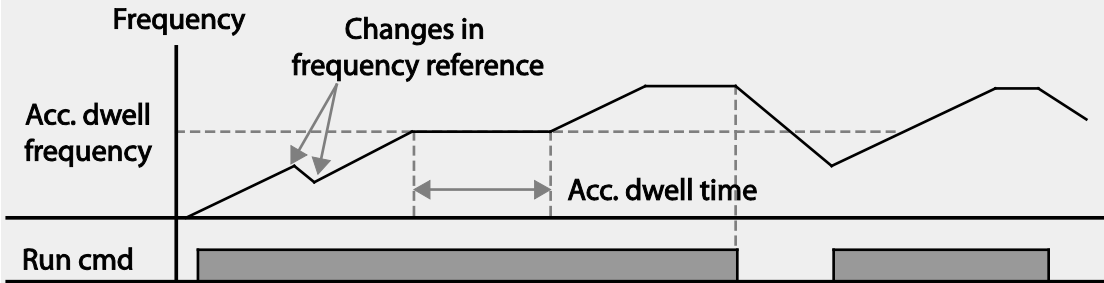 Frequency
Changes in
frequency reference
Acc. dwell
frequency
Acc. dwell time
Run cmd